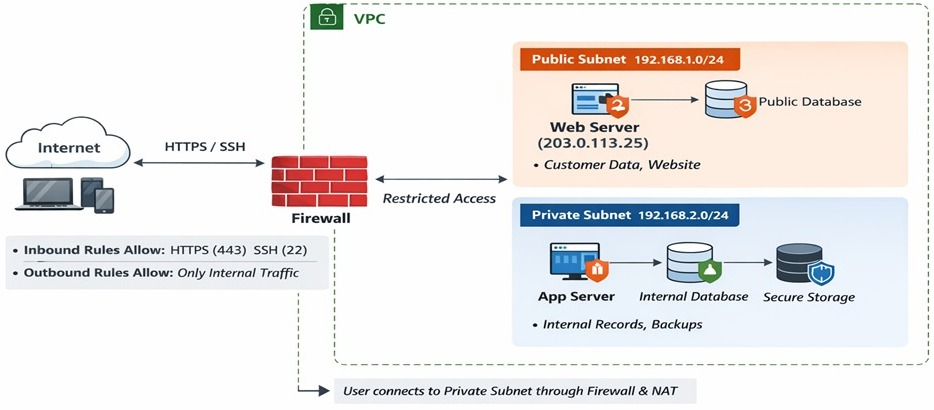 VPC
Public Subnet 192.168.1.0/24
2
3
Public Database
Web Server
(203.0.113.25)
• Customer Data, Website
Internet
HTTPS / SSH
Firewall
Restricted Access
• Inbound Rules Allow: HTTPS (443) SSH (22)
• Outbound Rules Allow: Only Internal Traffic
Private Subnet 192.168.2.0/24
App Server
Internal Database
Secure Storage
• Internal Records, Backups
User connects to Private Subnet through Firewall & NAT